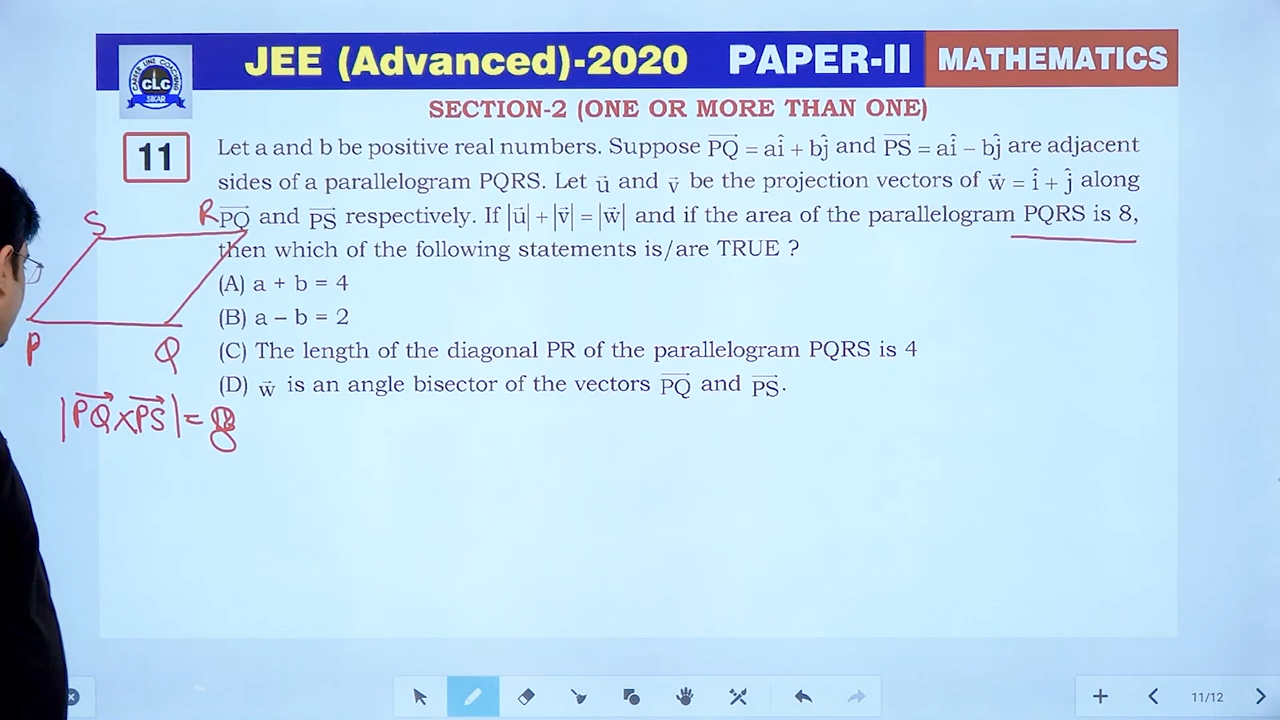 JEE (Advanced)-2020 PAPER-II MATHEMATICS
CAREER LINE COACHING
CLC
SIKAR
SECTION-2 (ONE OR MORE THAN ONE)
11
Let a and b be positive real numbers. Suppose $\overrightarrow{PQ} = a\hat{i} + b\hat{j}$ and $\overrightarrow{PS} = a\hat{i} - b\hat{j}$ are adjacent
sides of a parallelogram PQRS. Let $\vec{u}$ and $\vec{v}$ be the projection vectors of $\vec{w} = \hat{i} + \hat{j}$ along
$\overrightarrow{PQ}$ and $\overrightarrow{PS}$ respectively. If $|\vec{u}| + |\vec{v}| = |\vec{w}|$ and if the area of the parallelogram PQRS is 8,
then which of the following statements is/are TRUE ?
(A) a + b = 4
(B) a − b = 2
(C) The length of the diagonal PR of the parallelogram PQRS is 4
(D) $\vec{w}$ is an angle bisector of the vectors $\overrightarrow{PQ}$ and $\overrightarrow{PS}$.
S R
P Q
$|\overrightarrow{PQ} \times \overrightarrow{PS}| = 8$
11/12